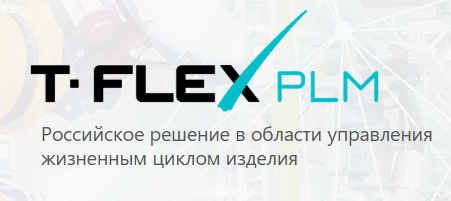 T-FLEX PLM
Российское решение в области управления
жизненным циклом изделия